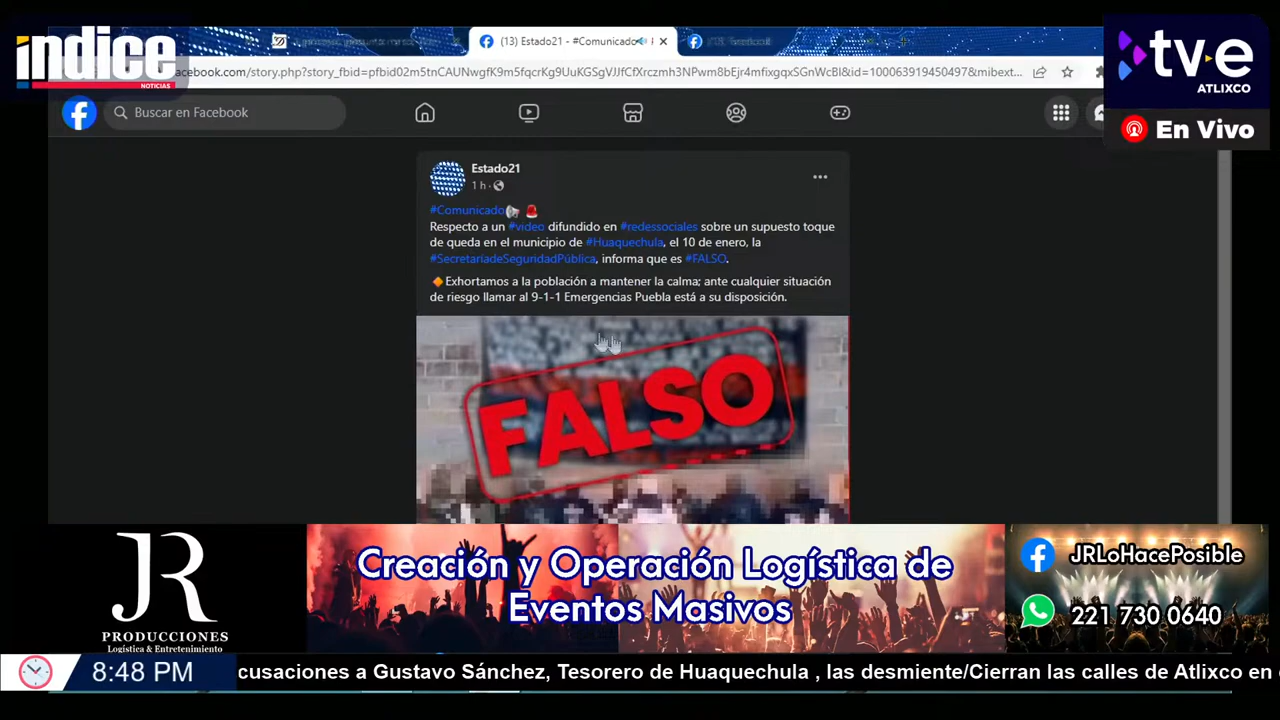 índice
NOTICIAS
(13) Estado21 - #Comunicado
facebook.com/story.php?story_fbid=pfbid02m5tnCAUNwgfK9m5fqcrKg9UuKGSgVJJfCfXrczmh3NPwm8bEjr4mfixgqxSGnWcBl&id=100063919450497&mibext...
tve
ATLIXCO
En Vivo
Buscar en Facebook
Estado21
1 h ·
#Comunicado
Respecto a un #video difundido en #redessociales sobre un supuesto toque
de queda en el municipio de #Huaquechula, el 10 de enero, la
#SecretaríadeSeguridadPública, informa que es #FALSO.
Exhortamos a la población a mantener la calma; ante cualquier situación
de riesgo llamar al 9-1-1 Emergencias Puebla está a su disposición.
FALSO
JR
PRODUCCIONES
Logística & Entretenimiento
Creación y Operación Logística de
Eventos Masivos
JRLoHacePosible
221 730 0640
8:48 PM
cusaciones a Gustavo Sánchez, Tesorero de Huaquechula , las desmiente/Cierran las calles de Atlixco en